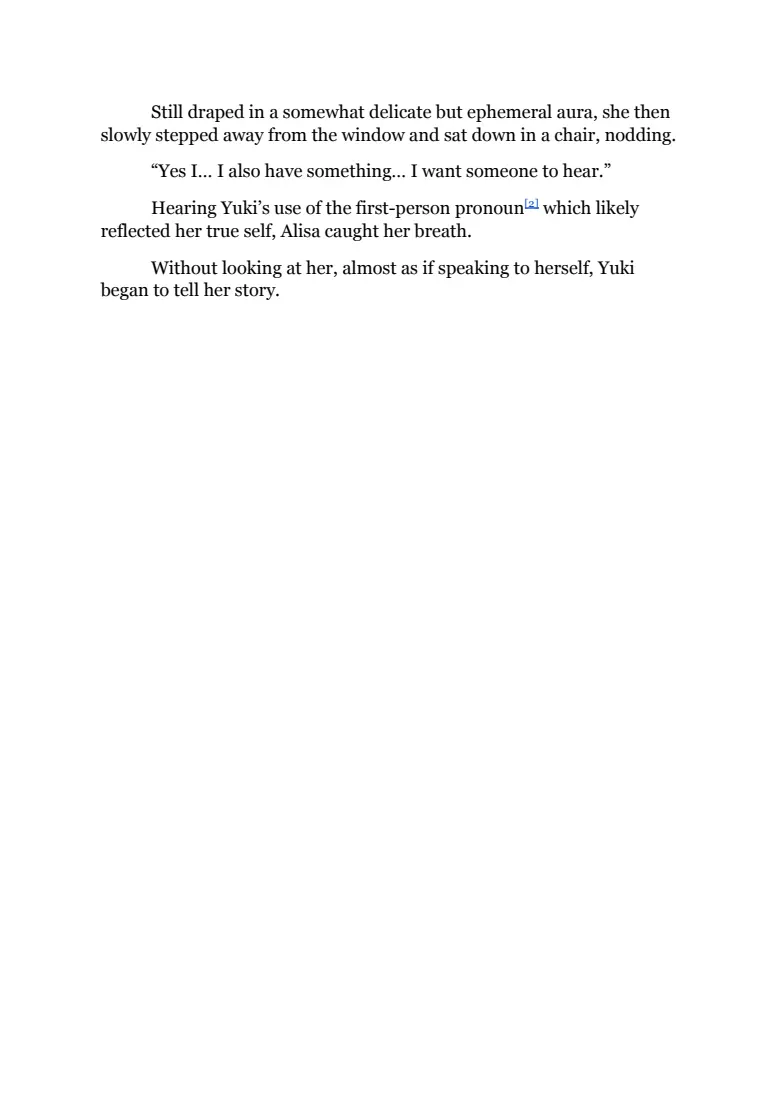 Still draped in a somewhat delicate but ephemeral aura, she then
slowly stepped away from the window and sat down in a chair, nodding.
“Yes I... I also have something... I want someone to hear.”
Hearing Yuki’s use of the first-person pronoun[2] which likely
reflected her true self, Alisa caught her breath.
Without looking at her, almost as if speaking to herself, Yuki
began to tell her story.